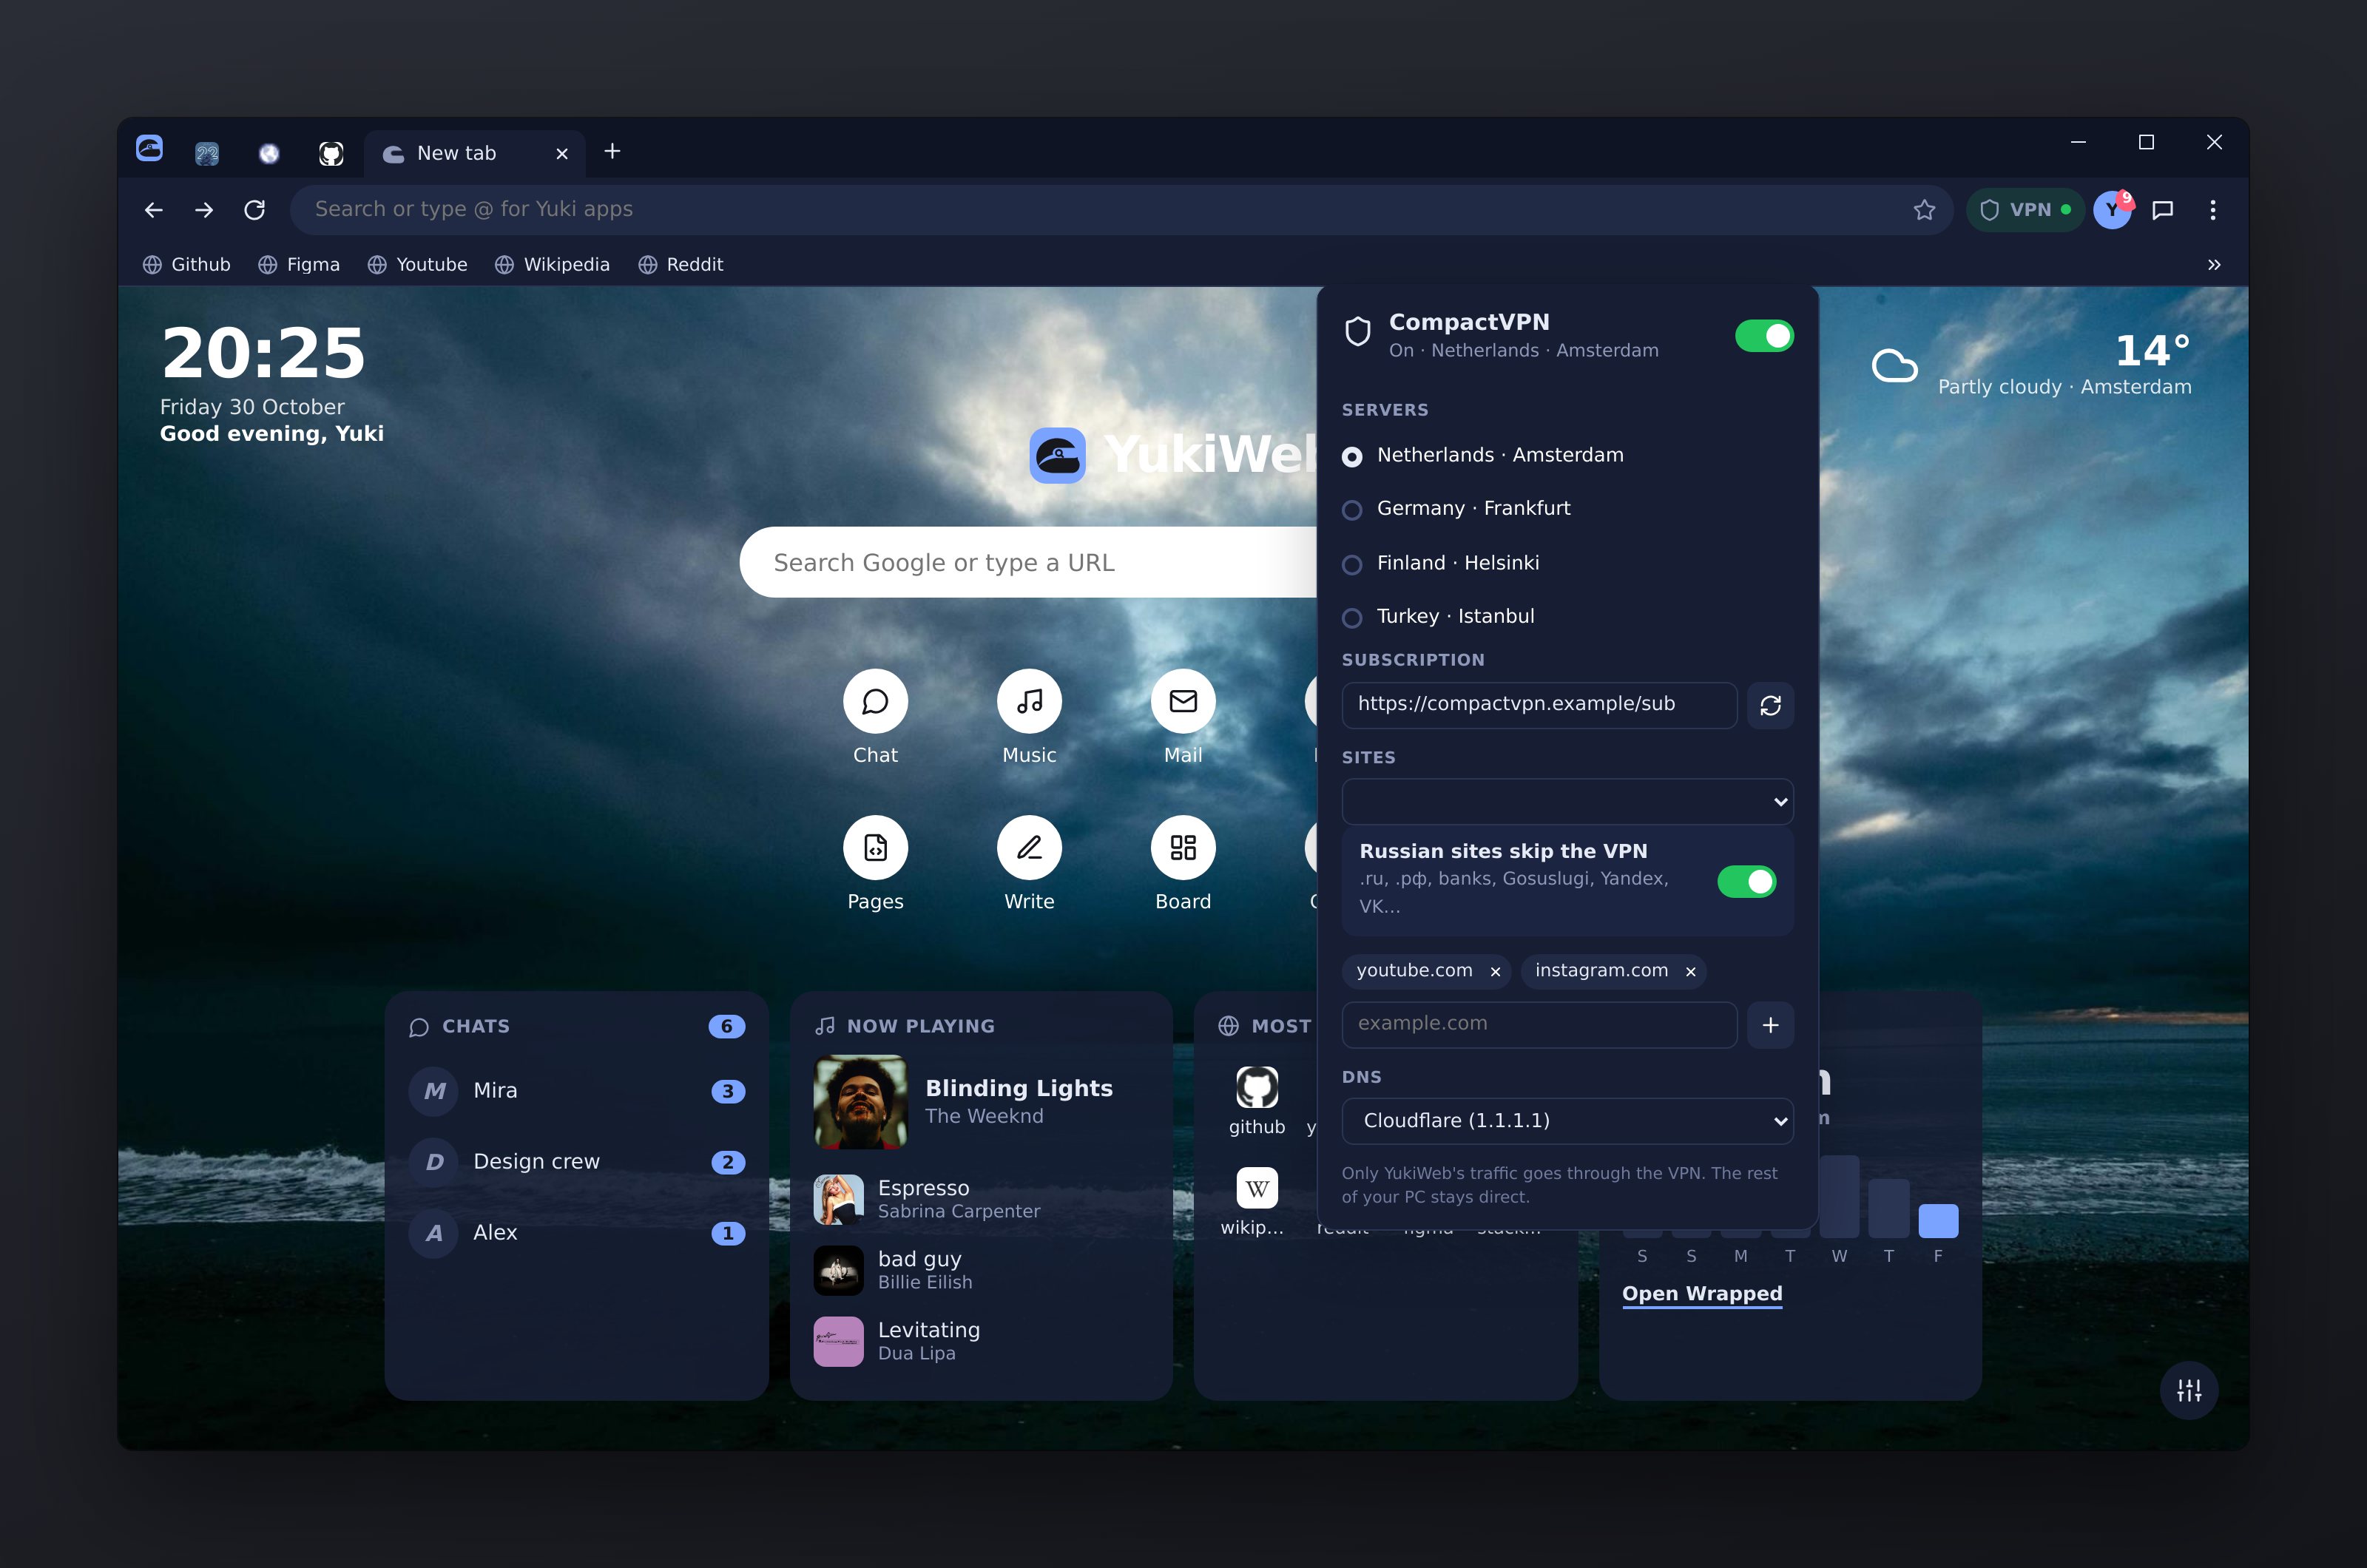 New tab
Search or type @ for Yuki apps
VPN
Y
9
Github
Figma
Youtube
Wikipedia
Reddit
20:25
Friday 30 October
Good evening, Yuki
14°
Partly cloudy · Amsterdam
YukiWeb
Search Google or type a URL
Chat
Music
Mail
Pages
Write
Board
CompactVPN
On · Netherlands · Amsterdam
SERVERS
Netherlands · Amsterdam
Germany · Frankfurt
Finland · Helsinki
Turkey · Istanbul
SUBSCRIPTION
https://compactvpn.example/sub
SITES
Russian sites skip the VPN
.ru, .рф, banks, Gosuslugi, Yandex,
VK...
youtube.com
instagram.com
example.com
DNS
Cloudflare (1.1.1.1)
Only YukiWeb's traffic goes through the VPN. The rest
of your PC stays direct.
CHATS
6
M
Mira
3
D
Design crew
2
A
Alex
1
NOW PLAYING
Blinding Lights
The Weeknd
Espresso
Sabrina Carpenter
bad guy
Billie Eilish
Levitating
Dua Lipa
MOST
github
W
wikip...
S S M T W T F
Open Wrapped